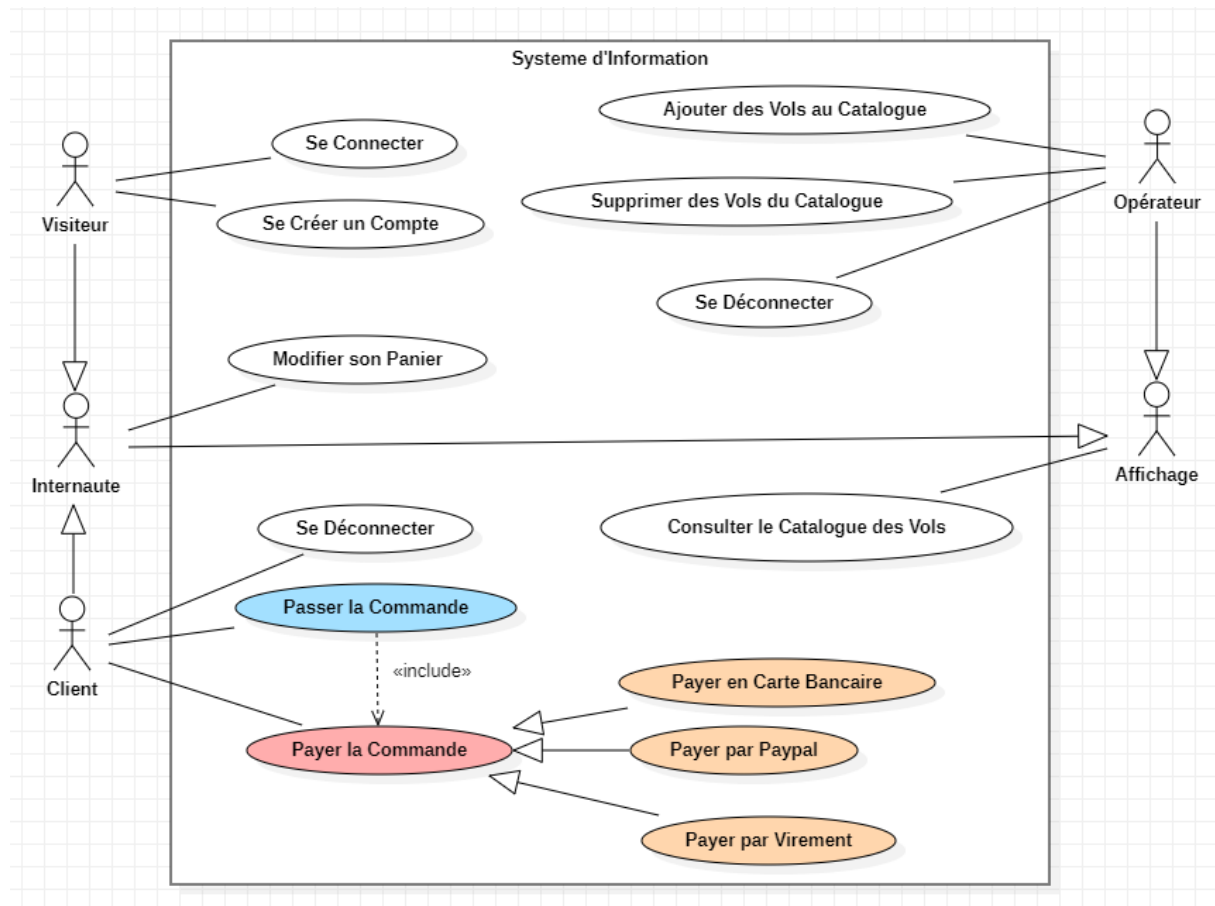 Systeme d'Information
Ajouter des Vols au Catalogue
Se Connecter
Supprimer des Vols du Catalogue
Opérateur
Visiteur
Se Créer un Compte
Se Déconnecter
Modifier son Panier
Internaute
Affichage
Se Déconnecter
Consulter le Catalogue des Vols
Passer la Commande
«include»
Client
Payer en Carte Bancaire
Payer la Commande
Payer par Paypal
Payer par Virement